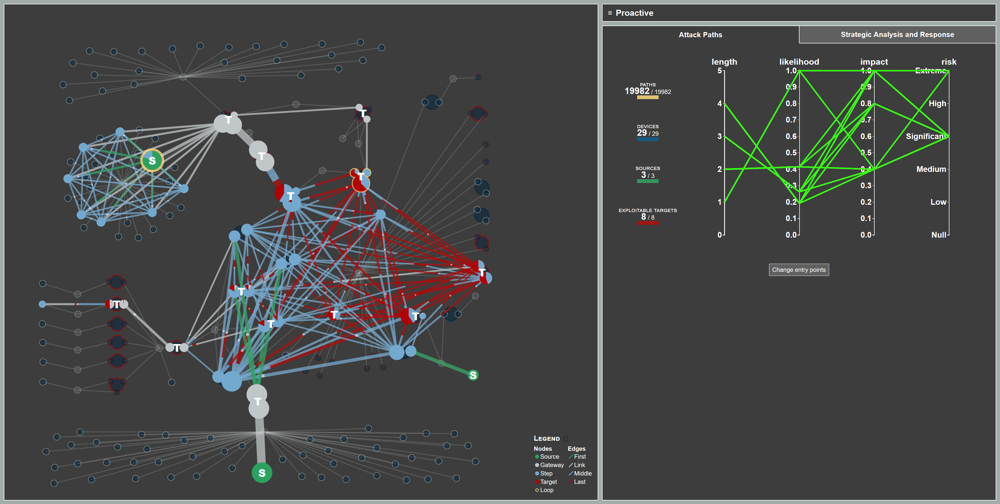 ≡ Proactive
Attack Paths
Strategic Analysis and Response
length likelihood impact risk
PATHS
19982 / 19982
DEVICES
29 / 29
SOURCES
3 / 3
EXPLOITABLE TARGETS
8 / 8
5
4
3
2
1
0
1.0
0.9
0.8
0.7
0.6
0.5
0.4
0.3
0.2
0.1
0.0
1.0
0.9
0.8
0.7
0.6
0.5
0.4
0.3
0.2
0.1
0.0
Extreme
High
Significant
Medium
Low
Null
Change entry points
T
T
S
T
T
T
T
T
T
T
T
T
T
T
S
S
LEGEND
Nodes Edges
Source First
Gateway Link
Step Middle
Target Last
Loop